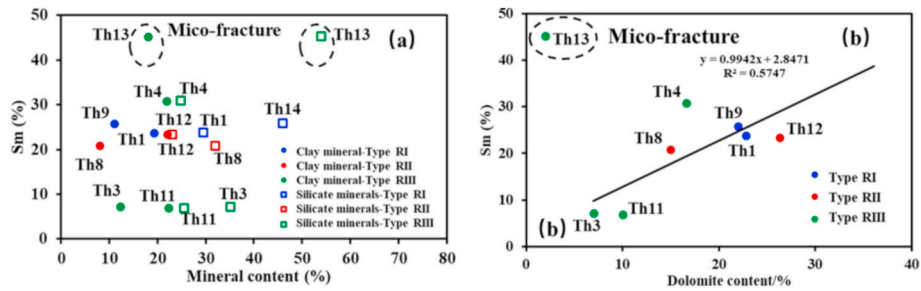 50
40
30
20
10
0
Sm (%)
0 10 20 30 40 50 60 70 80
Mineral content (%)
Th13 Mico-fracture Th13 (a)
Th4 Th4
Th9 Th12 Th1 Th14
Th1
Th8 Th12 Th8
Th3 Th11 Th3
Th11
Clay mineral-Type RI
Clay mineral-Type RII
Clay mineral-Type RIII
Silicate minerals-Type RI
Silicate minerals-Type RII
Silicate minerals-Type RIII
50
40
30
20
10
0
Sm (%)
0 10 20 30 40
Dolomite content/%
Th13 Mico-fracture (b)
y = 0.9942x + 2.8471
R² = 0.5747
Th4
Th9
Th8 Th12
Th1
Th3 Th11
(b)
Type RI
Type RII
Type RIII